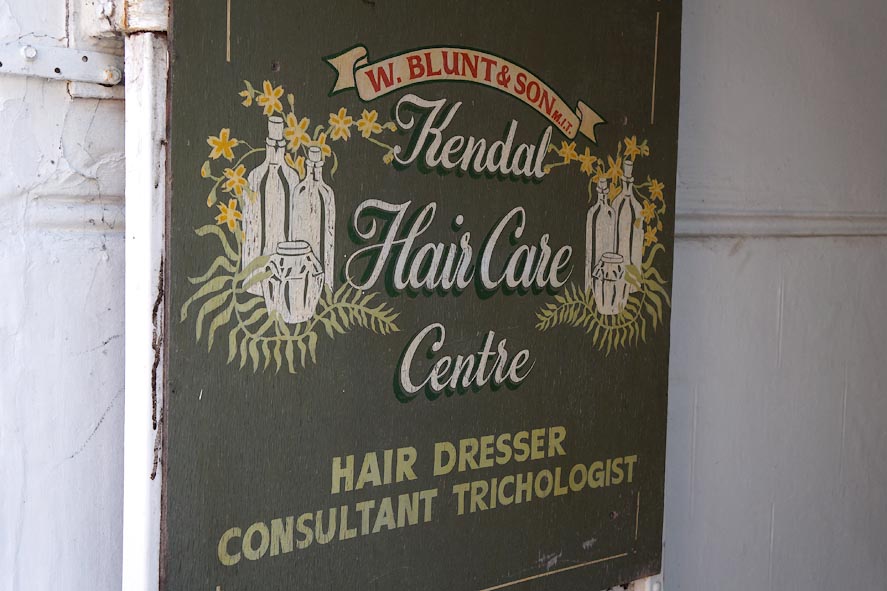 W. BLUNT & SON M.I.T.
Kendal
Hair Care
Centre
HAIR DRESSER
CONSULTANT TRICHOLOGIST